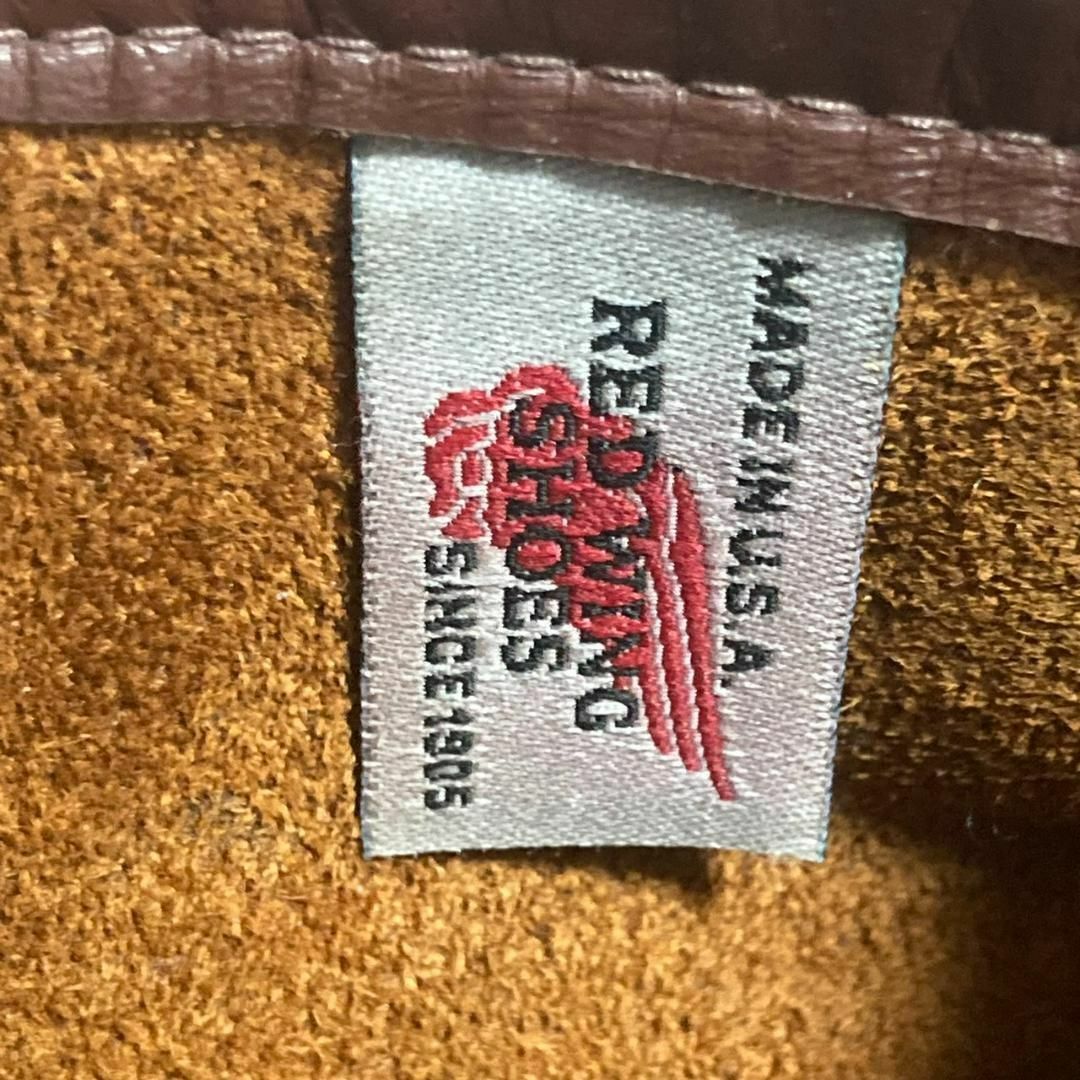 MADE IN U.S.A
RED WING
SHOES
SINCE 1905